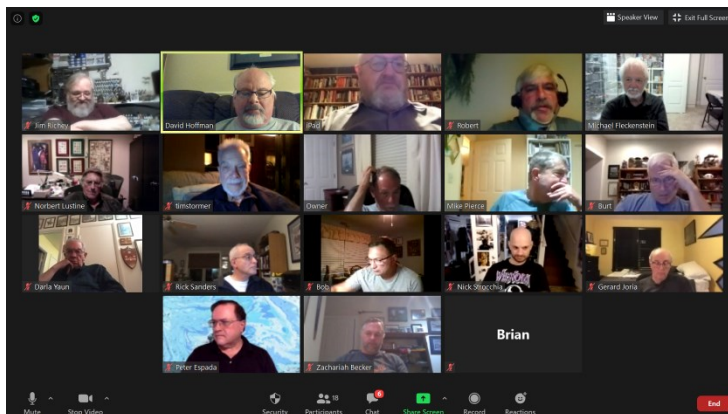 Speaker View
Exit Full Screen
Jim Richey
David Hoffman
iPad
Robert
Michael Fleckenstein
Norbert Lustine
timstormer
Owner
Mike Pierce
Burt
Darla Yaun
Rick Sanders
Bob
Nick Strocchia
Gerard Joria
Peter Espada
Zachariah Becker
Brian
Mute
Stop Video
Security
Participants
18
Chat
6
Share Screen
Record
Reactions
End